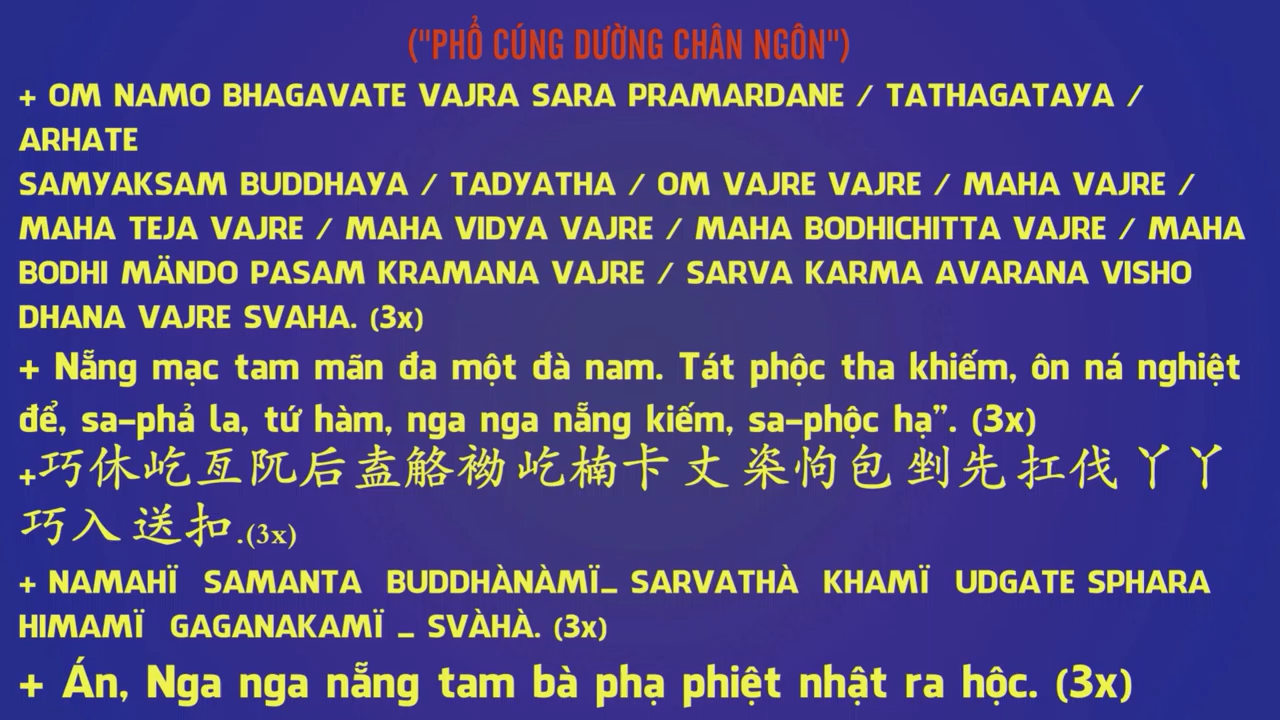 ("PHỔ CÚNG DƯỜNG CHÂN NGÔN")
+ OM NAMO BHAGAVATE VAJRA SARA PRAMARDANE / TATHAGATAYA /
ARHATE
SAMYAKSAM BUDDHAYA / TADYATHA / OM VAJRE VAJRE / MAHA VAJRE /
MAHA TEJA VAJRE / MAHA VIDYA VAJRE / MAHA BODHICHITTA VAJRE / MAHA
BODHI MÄNDO PASAM KRAMANA VAJRE / SARVA KARMA AVARANA VISHO
DHANA VAJRE SVAHA. (3x)
+ Nẵng mạc tam mãn đa một đà nam. Tát phộc tha khiếm, ôn ná nghiệt
để, sa-phả la, tứ hàm, nga nga nẵng kiếm, sa-phộc hạ”. (3x)
+巧休屹亙阢后盍觡袎屹楠卡丈栥怐包剉先扛伐丫丫
巧入送扣.(3x)
+ NAMAHÏ SAMANTA BUDDHÀNÀMÏ_ SARVATHÀ KHAMÏ UDGATE SPHARA
HIMAMÏ GAGANAKAMÏ _ SVÀHÀ. (3x)
+ Án, Nga nga nẵng tam bà phạ phiệt nhật ra hộc. (3x)